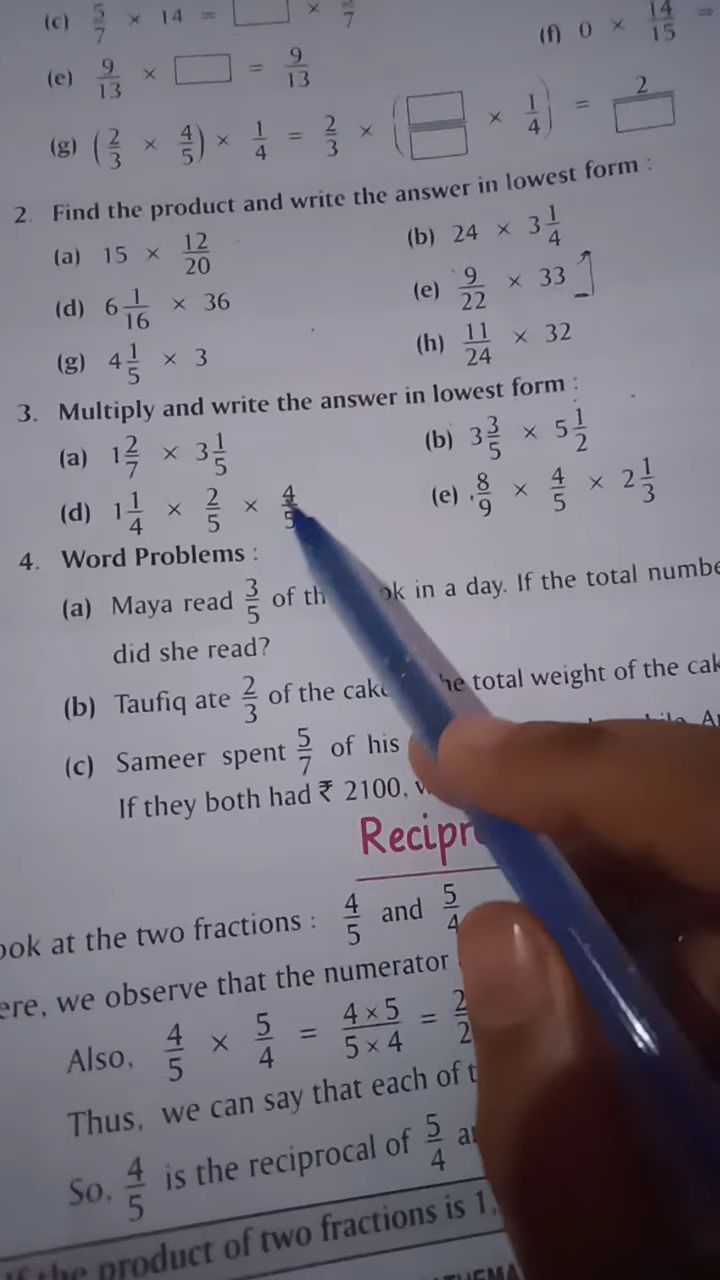 (c) 5/7 × 14 = □ × /7
(f) 0 × 14/15 =
(e) 9/13 × □ = 9/13
(g) (2/3 × 4/5) × 1/4 = 2/3 × (□/□ × 1/4) = 2/□
2. Find the product and write the answer in lowest form :
(a) 15 × 12/20 (b) 24 × 3 1/4
(d) 6 1/16 × 36 (e) 9/22 × 33
(g) 4 1/5 × 3 (h) 11/24 × 32
3. Multiply and write the answer in lowest form :
(a) 1 2/7 × 3 1/5 (b) 3 3/5 × 5 1/2
(d) 1 1/4 × 2/5 × 4/5 (e) 8/9 × 4/5 × 2 1/3
4. Word Problems :
(a) Maya read 3/5 of in a day. If the total
did she read?
(b) Taufiq ate 2/3 of the total weight of the
(c) Sameer spent 5/7 of his
If they both had ₹ 2100,
at the two fractions : 4/5 and 5/4
we observe that the numerator
Also, 4/5 × 5/4 = 4 × 5/5 × 4 =
Thus, we can say that each of
So, 4/5 is the reciprocal of 5/4
the product of two fractions is 1,